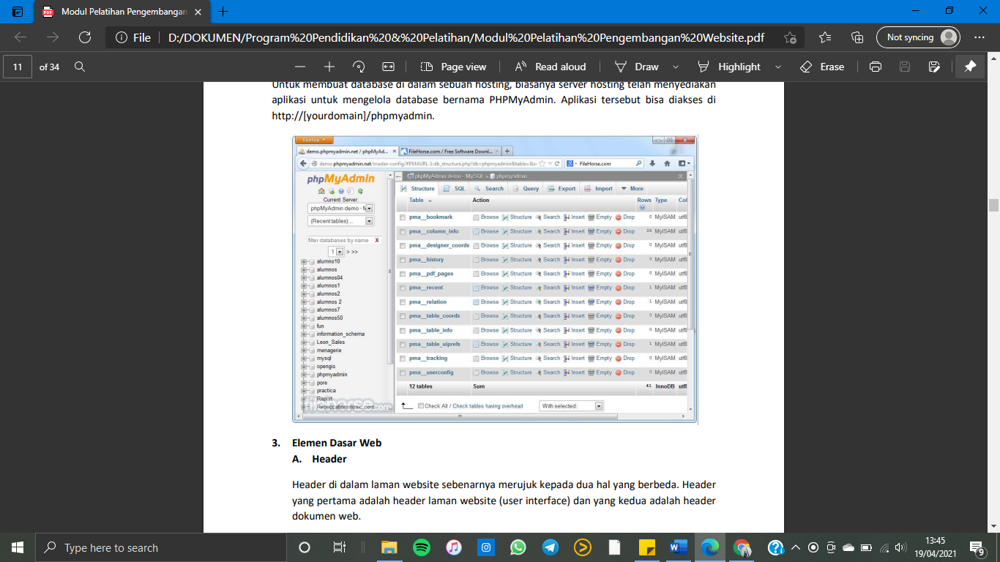 Modul Pelatihan Pengembangan
File D:/DOKUMEN/Program%20Pendidikan%20&%20Pelatihan/Modul%20Pelatihan%20Pengembangan%20Website.pdf Not syncing
11 of 34 Page view Read aloud Draw Highlight Erase
Untuk membuat database di dalam sebuah hosting, biasanya server hosting telah menyediakan
aplikasi untuk mengelola database bernama PHPMyAdmin. Aplikasi tersebut bisa diakses di
http://[yourdomain]/phpmyadmin.
Firefox
demo.phpmyadmin.net / phpMyAd... FileHorse.com / Free Software Downl...
demo.phpmyadmin.net/master-config/#PMAURL-1:db_structure.php?db=phpmyadmin&table=&se FileHorse.com
phpMyAdmin
Current Server:
phpMyAdmin demo - M
(Recent tables) ...
filter databases by name X
1 > >>
alumno10
alumnos
alumnos04
alumnos1
alumnos2
alumnos 2
alumnos7
alumnos50
fun
information_schema
Leon_Sales
menagerie
mysql
opengis
phpmyadmin
pore
practica
Raport
Rebeccahornmusic.com
phpMyAdmin demo - MySQL » phpmyadmin
Structure SQL Search Query Export Import More
Table Action Rows Type Col
pma__bookmark Browse Structure Search Insert Empty Drop 0 MyISAM utf8
pma__column_info Browse Structure Search Insert Empty Drop 38 MyISAM utf8
pma__designer_coords Browse Structure Search Insert Empty Drop 0 MyISAM utf8
pma__history Browse Structure Search Insert Empty Drop 0 MyISAM utf8
pma__pdf_pages Browse Structure Search Insert Empty Drop 0 MyISAM utf8
pma__recent Browse Structure Search Insert Empty Drop 1 MyISAM utf8
pma__relation Browse Structure Search Insert Empty Drop 1 MyISAM utf8
pma__table_coords Browse Structure Search Insert Empty Drop 0 MyISAM utf8
pma__table_info Browse Structure Search Insert Empty Drop 0 MyISAM utf8
pma__table_uiprefs Browse Structure Search Insert Empty Drop 1 MyISAM utf8
pma__tracking Browse Structure Search Insert Empty Drop 0 MyISAM utf8
pma__userconfig Browse Structure Search Insert Empty Drop 0 MyISAM utf8
12 tables Sum 41 InnoDB utf8
Check All / Check tables having overhead With selected:
3. Elemen Dasar Web
A. Header
Header di dalam laman website sebenarnya merujuk kepada dua hal yang berbeda. Header
yang pertama adalah header laman website (user interface) dan yang kedua adalah header
dokumen web.
Type here to search
13:45
19/04/2021
9